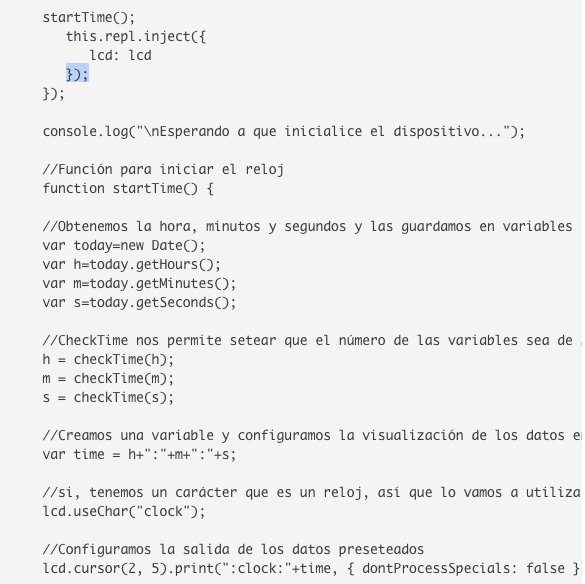 startTime();
this.repl.inject({
lcd: lcd
});
});
console.log("\nEsperando a que inicialice el dispositivo...");
//Función para iniciar el reloj
function startTime() {
//Obtenemos la hora, minutos y segundos y las guardamos en variables
var today=new Date();
var h=today.getHours();
var m=today.getMinutes();
var s=today.getSeconds();
//CheckTime nos permite setear que el número de las variables sea de
h = checkTime(h);
m = checkTime(m);
s = checkTime(s);
//Creamos una variable y configuramos la visualización de los datos
var time = h+":"+m+":"+s;
//si, tenemos un carácter que es un reloj, así que lo vamos a utiliza
lcd.useChar("clock");
//Configuramos la salida de los datos preseteados
lcd.cursor(2, 5).print(":clock:"+time, { dontProcessSpecials: false }